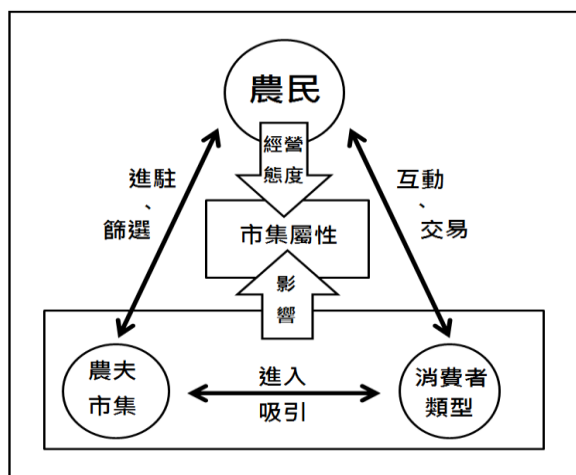 農民
經營
態度
進駐
、
篩選
互動
、
交易
市集屬性
影
響
農夫
市集
進入
吸引
消費者
類型